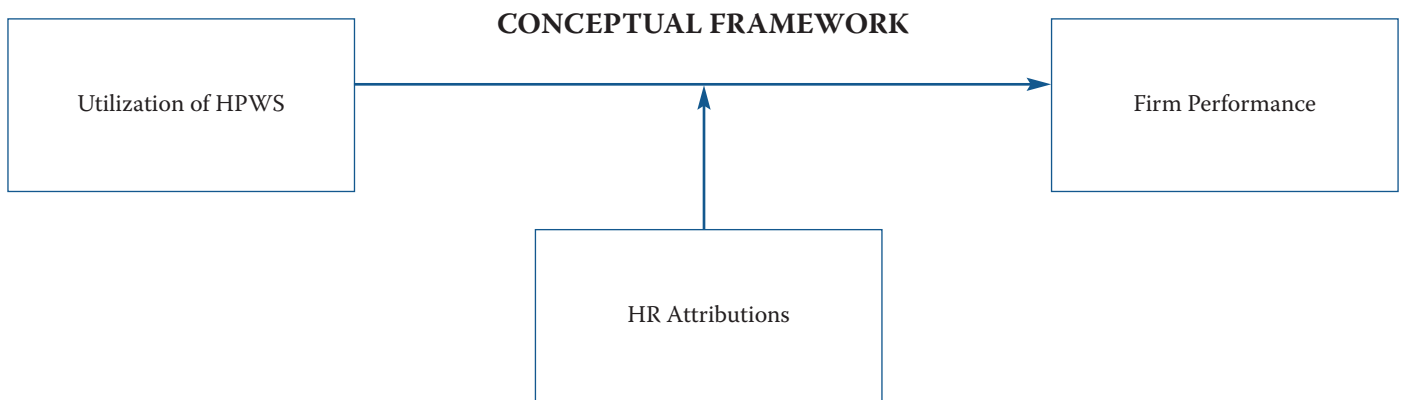 CONCEPTUAL FRAMEWORK
Utilization of HPWS
Firm Performance
HR Attributions